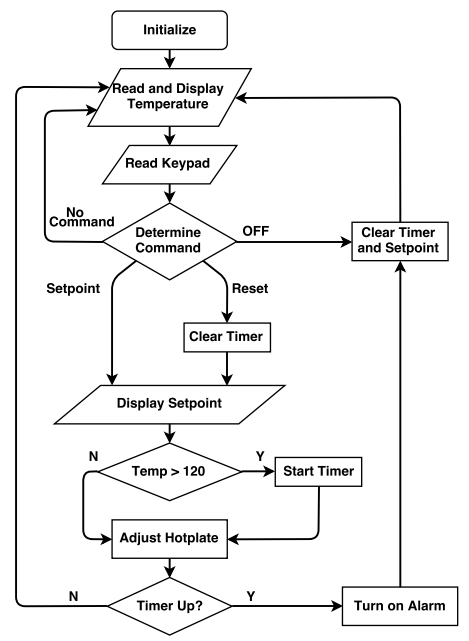 Initialize
Read and Display
Temperature
Read Keypad
No
Command
Determine
Command
OFF
Clear Timer
and Setpoint
Setpoint
Reset
Clear Timer
Display Setpoint
N
Temp > 120
Y
Start Timer
Adjust Hotplate
N
Timer Up?
Y
Turn on Alarm